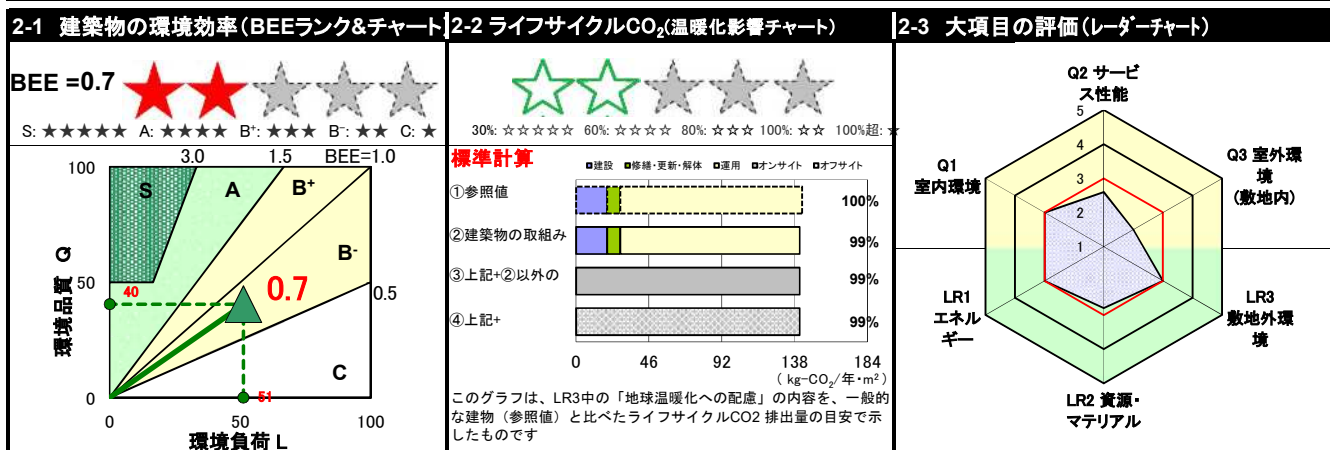 2-1 建築物の環境効率(BEEランク&チャート)
BEE = 0.7
S: ★★★★★ A: ★★★★ B⁺: ★★★ B⁻: ★★ C: ★
3.0 1.5 BEE=1.0
100
S A B⁺
B⁻
環境品質 Q
50
40
0.7
0.5
C
0
51
0 50 100
環境負荷 L
2-2 ライフサイクルCO₂(温暖化影響チャート)
30%: ☆☆☆☆☆ 60%: ☆☆☆☆ 80%: ☆☆☆ 100%: ☆☆ 100%超: ☆
標準計算
■建設 ■修繕・更新・解体 □運用 ■オンサイト □オフサイト
①参照値 100%
②建築物の取組み 99%
③上記+②以外の 99%
④上記+ 99%
0 46 92 138 184
( kg-CO₂/年・m²)
このグラフは、LR3中の「地球温暖化への配慮」の内容を、一般的
な建物(参照値)と比べたライフサイクルCO2 排出量の目安で示
したものです
2-3 大項目の評価(レーダーチャート)
Q2 サービ
ス性能
5
4
3
2
1
Q1
室内環境
Q3 室外環
境
(敷地内)
LR1
エネル
ギー
LR3
敷地外環
境
LR2 資源・
マテリアル